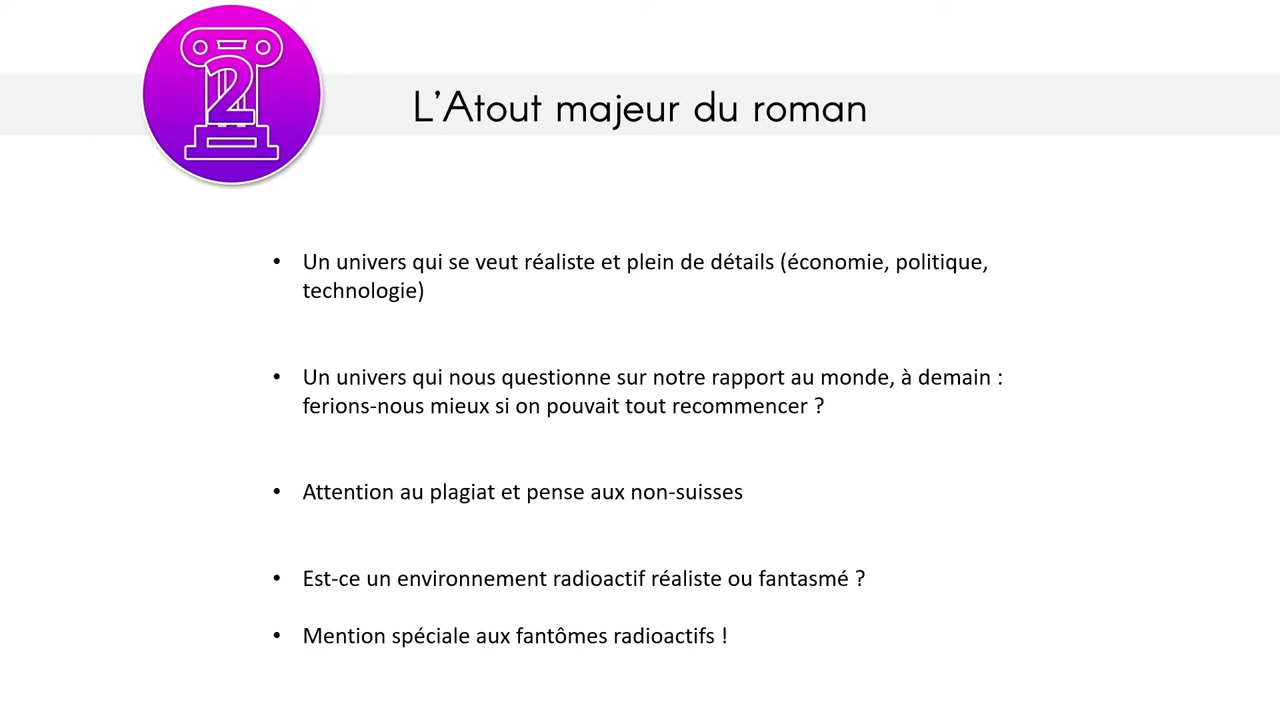 2
L'Atout majeur du roman
• Un univers qui se veut réaliste et plein de détails (économie, politique,
technologie)
• Un univers qui nous questionne sur notre rapport au monde, à demain :
ferions-nous mieux si on pouvait tout recommencer ?
• Attention au plagiat et pense aux non-suisses
• Est-ce un environnement radioactif réaliste ou fantasmé ?
• Mention spéciale aux fantômes radioactifs !